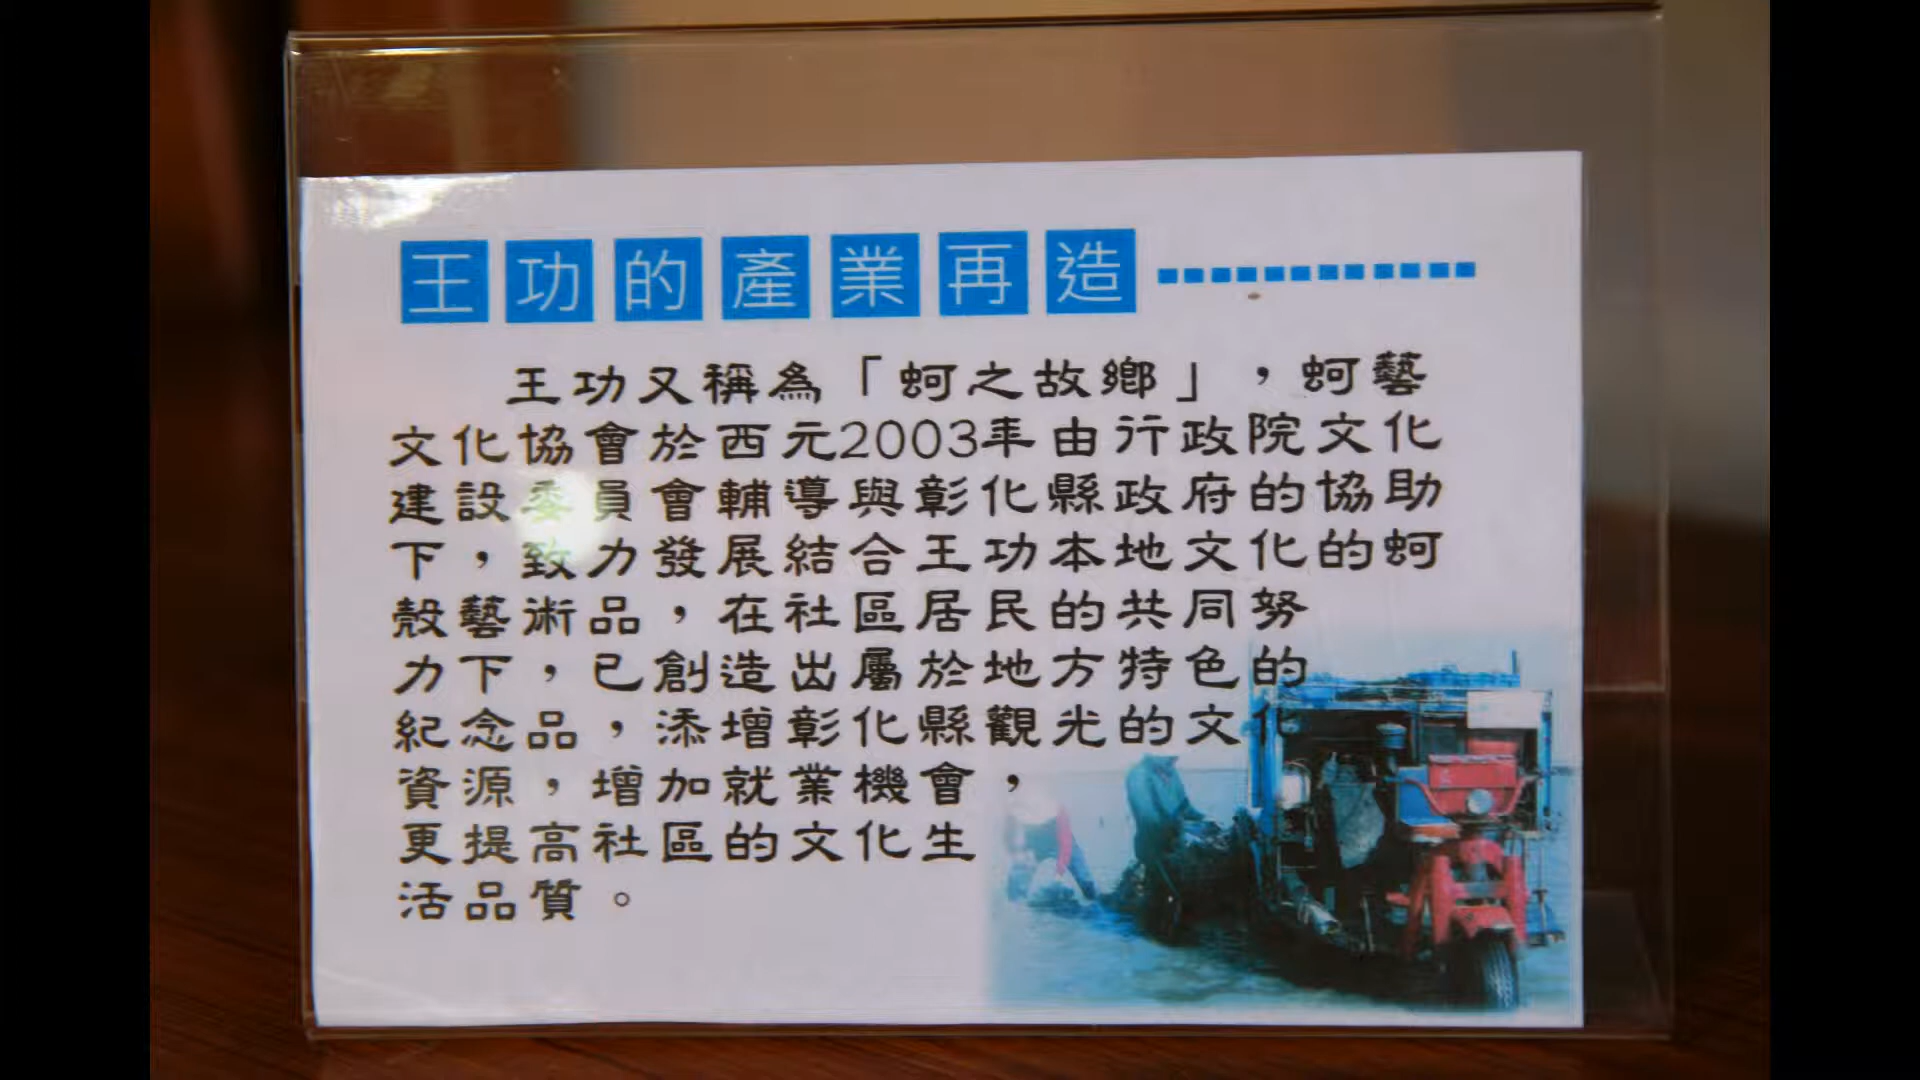 王功的產業再造
王功又稱為「蚵之故鄉」，蚵藝
文化協會於西元2003年由行政院文化
建設委員會輔導與彰化縣政府的協助
下，致力發展結合王功本地文化的蚵
殼藝術品，在社區居民的共同努
力下，已創造出屬於地方特色的
紀念品，添增彰化縣觀光的文化
資源，增加就業機會，
更提高社區的文化生
活品質。